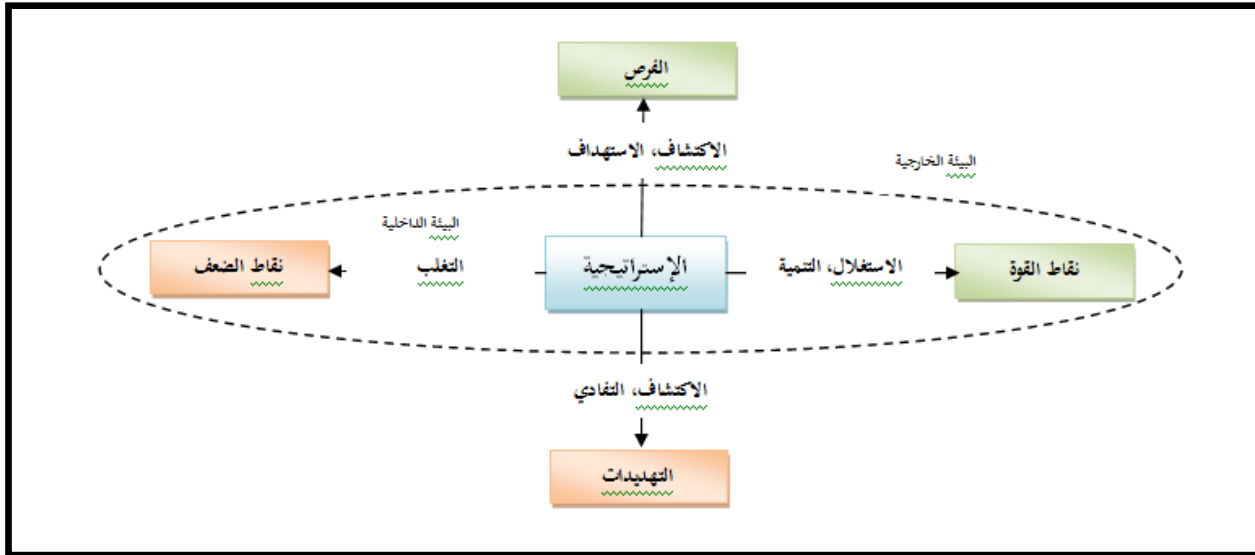 الفرص
الاكتشاف، الاستهداف
البيئة الخارجية
البيئة الداخلية
نقاط القوة
الاستغلال، التنمية
الإستراتيجية
التغلب
نقاط الضعف
الاكتشاف، التفادي
التهديدات